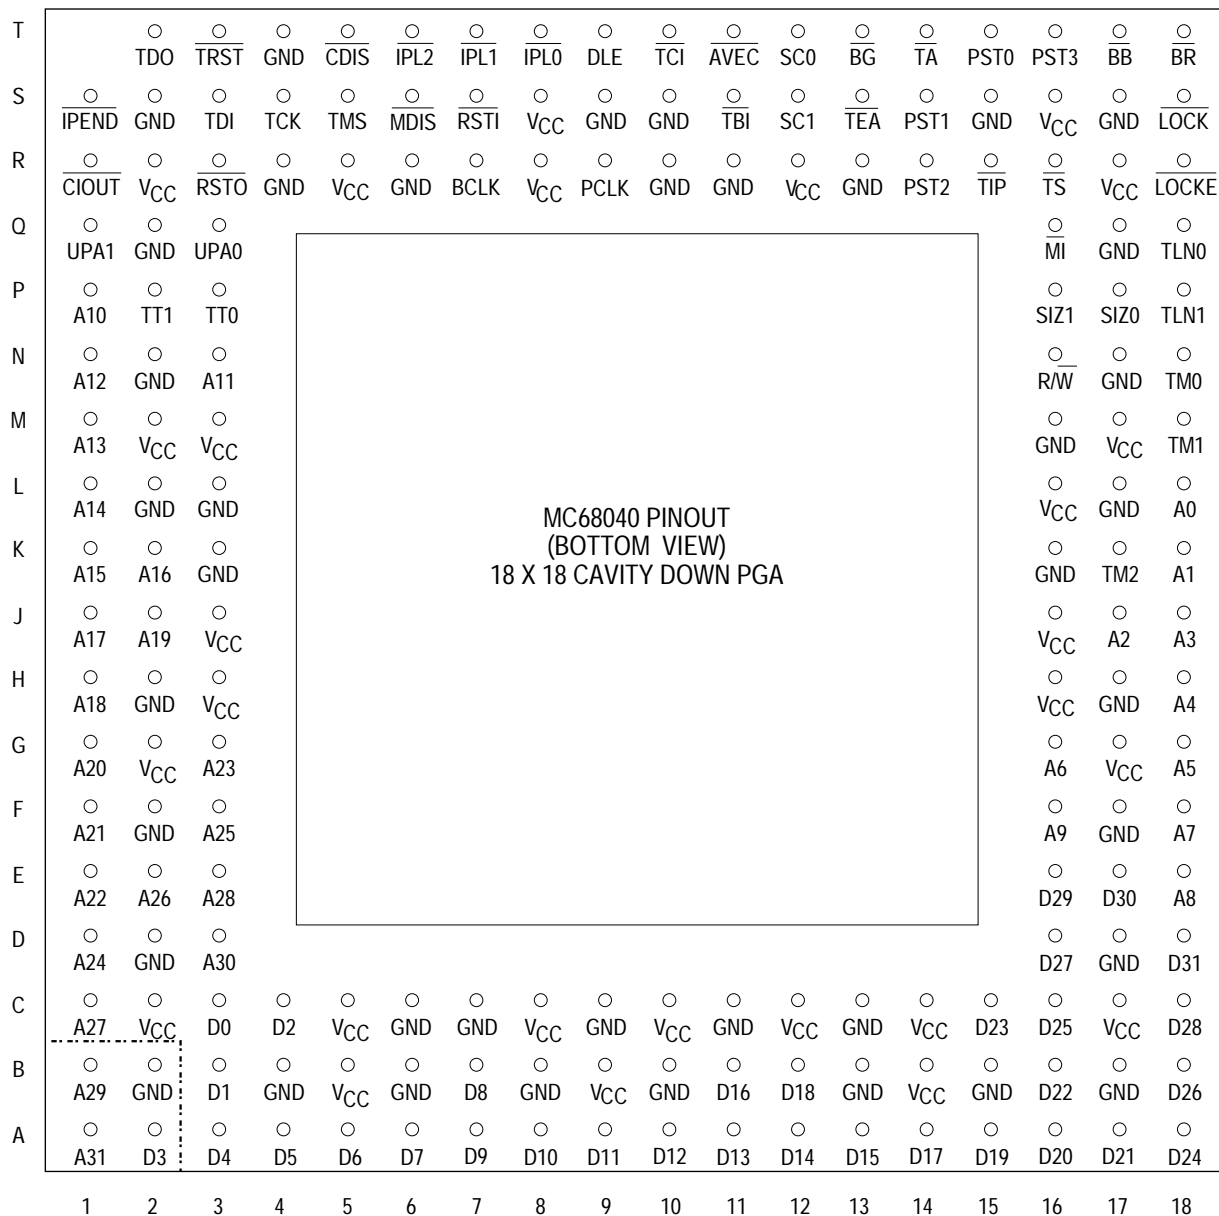 T
TDO TRST GND CDIS IPL2 IPL1 IPL0 DLE TCI AVEC SC0 BG TA PST0 PST3 BB BR
S
IPEND GND TDI TCK TMS MDIS RSTI VCC GND GND TBI SC1 TEA PST1 GND VCC GND LOCK
R
CIOUT VCC RSTO GND VCC GND BCLK VCC PCLK GND GND VCC GND PST2 TIP TS VCC LOCKE
Q
UPA1 GND UPA0 MI GND TLN0
P
A10 TT1 TT0 SIZ1 SIZ0 TLN1
N
A12 GND A11 R/W GND TM0
M
A13 VCC VCC GND VCC TM1
L
A14 GND GND VCC GND A0
MC68040 PINOUT
(BOTTOM VIEW)
18 X 18 CAVITY DOWN PGA
K
A15 A16 GND GND TM2 A1
J
A17 A19 VCC VCC A2 A3
H
A18 GND VCC VCC GND A4
G
A20 VCC A23 A6 VCC A5
F
A21 GND A25 A9 GND A7
E
A22 A26 A28 D29 D30 A8
D
A24 GND A30 D27 GND D31
C
A27 VCC D0 D2 VCC GND GND VCC GND VCC GND VCC GND VCC D23 D25 VCC D28
B
A29 GND D1 GND VCC GND D8 GND VCC GND D16 D18 GND VCC GND D22 GND D26
A
A31 D3 D4 D5 D6 D7 D9 D10 D11 D12 D13 D14 D15 D17 D19 D20 D21 D24
1 2 3 4 5 6 7 8 9 10 11 12 13 14 15 16 17 18